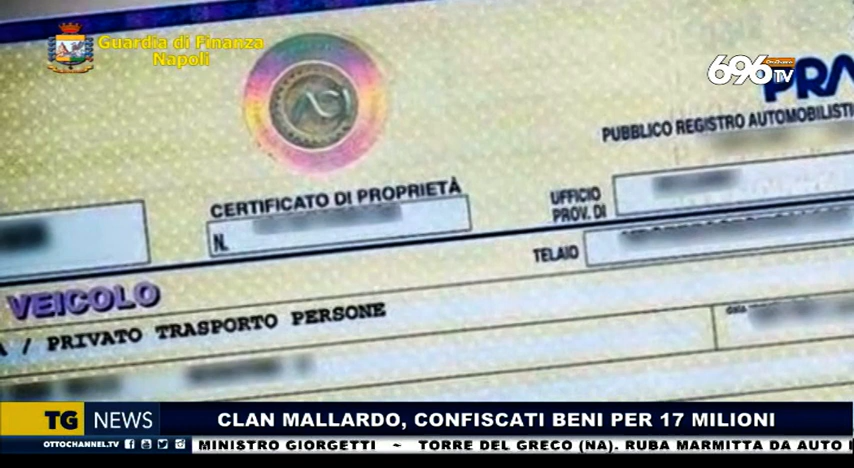 Guardia di Finanza
Napoli
696
TV
ACI
PRA
PUBBLICO REGISTRO AUTOMOBILISTI
CERTIFICATO DI PROPRIETÀ
N.
UFFICIO
PROV. DI
TELAIO
VEICOLO
A / PRIVATO TRASPORTO PERSONE
data
TG NEWS
CLAN MALLARDO, CONFISCATI BENI PER 17 MILIONI
OTTOCHANNEL.TV
MINISTRO GIORGETTI ~ TORRE DEL GRECO (NA). RUBA MARMITTA DA AUTO